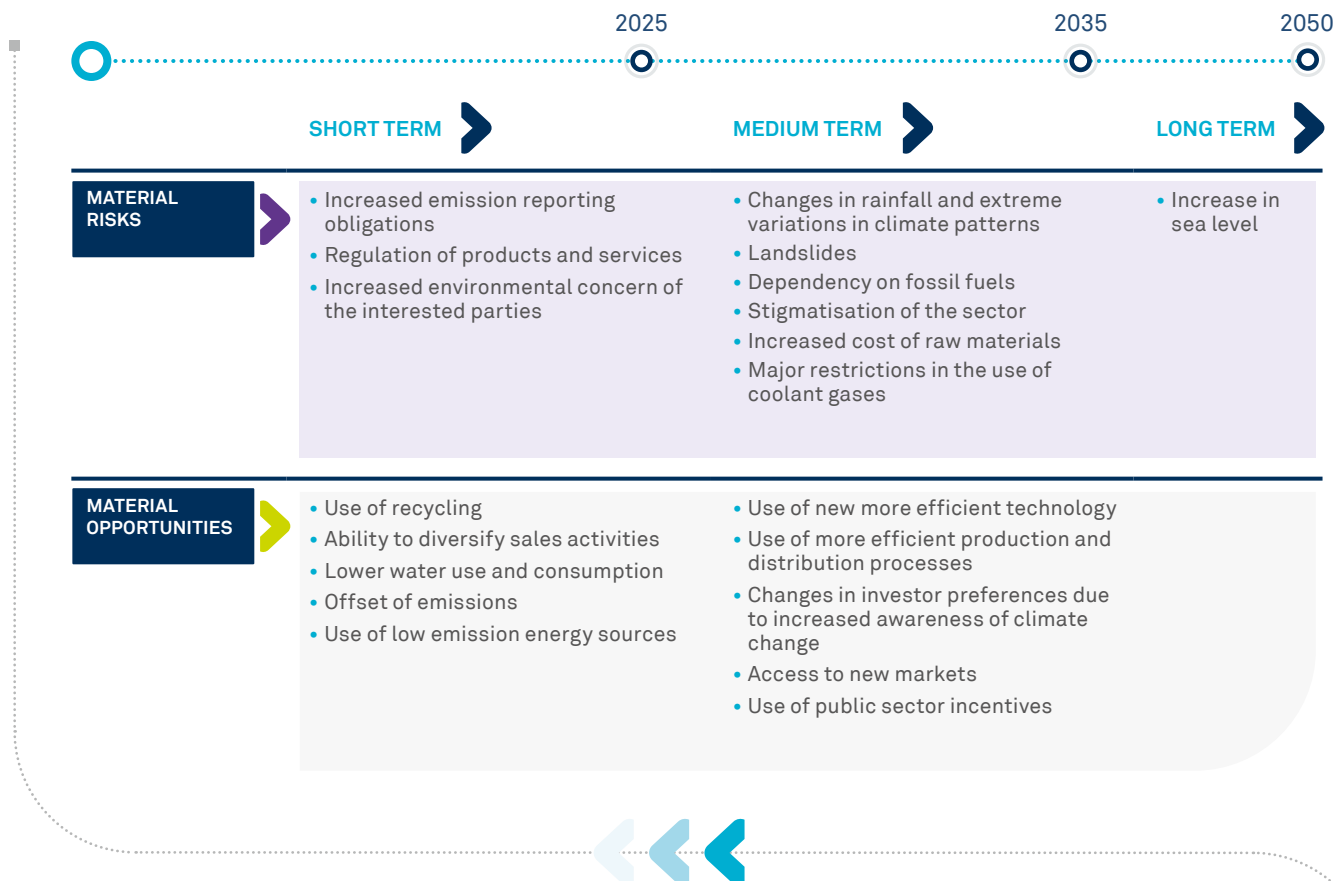 2025
2035
2050
SHORT TERM
MEDIUM TERM
LONG TERM
MATERIAL
RISKS
• Increased emission reporting
obligations
• Regulation of products and services
• Increased environmental concern of
the interested parties
• Changes in rainfall and extreme
variations in climate patterns
• Landslides
• Dependency on fossil fuels
• Stigmatisation of the sector
• Increased cost of raw materials
• Major restrictions in the use of
coolant gases
• Increase in
sea level
MATERIAL
OPPORTUNITIES
• Use of recycling
• Ability to diversify sales activities
• Lower water use and consumption
• Offset of emissions
• Use of low emission energy sources
• Use of new more efficient technology
• Use of more efficient production and
distribution processes
• Changes in investor preferences due
to increased awareness of climate
change
• Access to new markets
• Use of public sector incentives